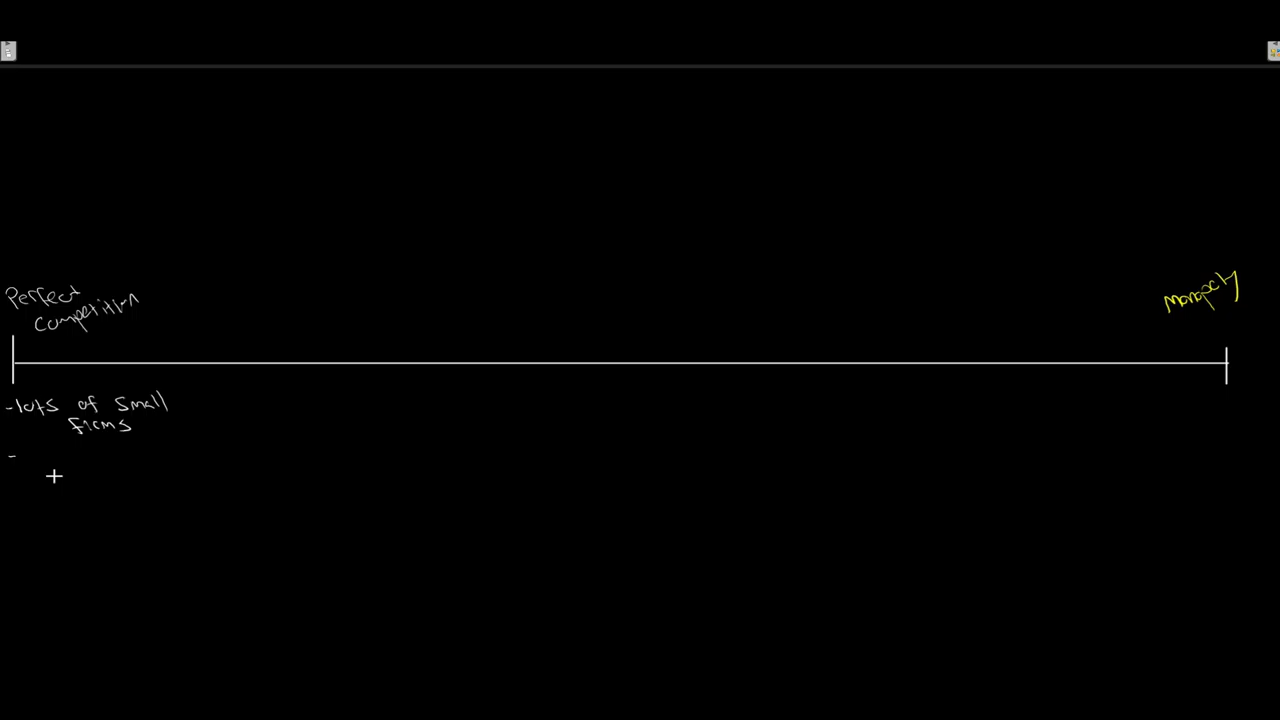 Perfect
Competition
Monopoly
-lots of small
firms
-